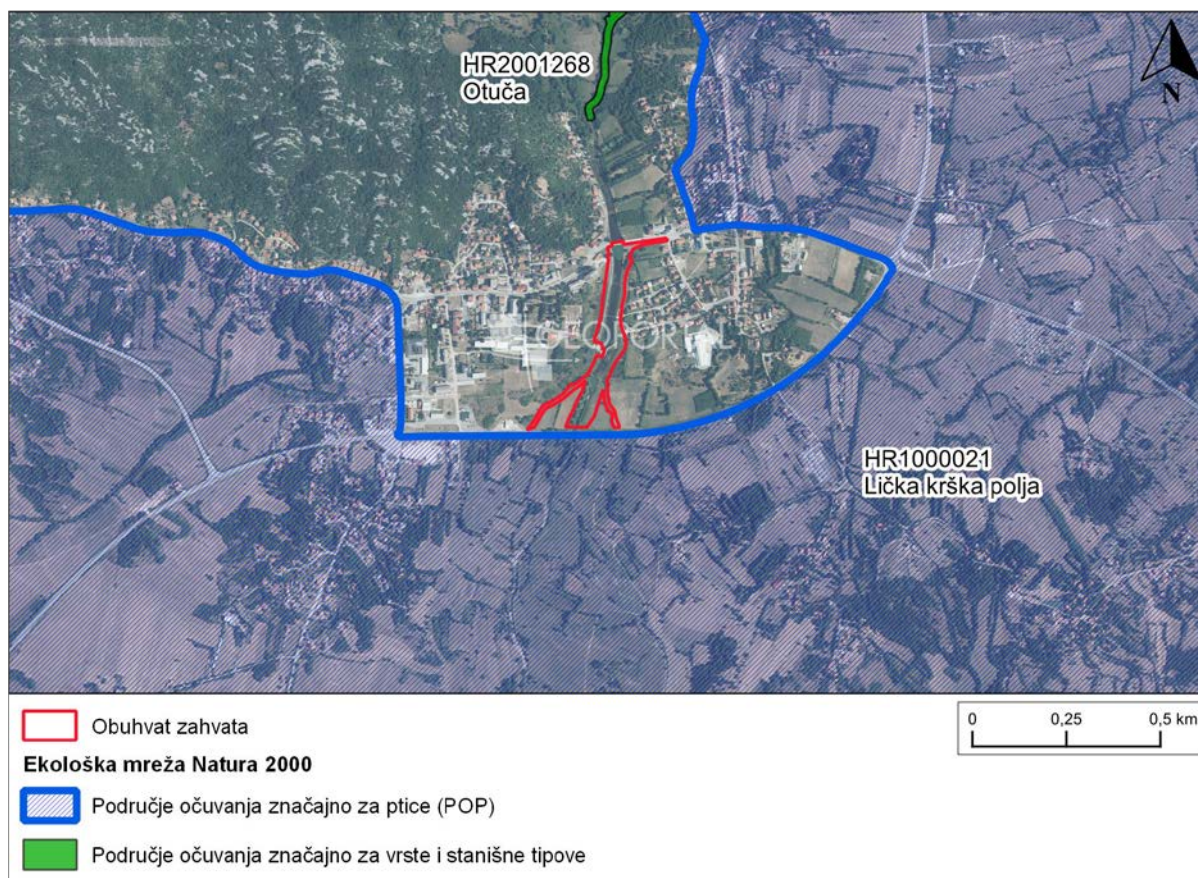 HR2001268
Otuča
N
GEOPORTAL
HR1000021
Lička krška polja
Obuhvat zahvata
0 0,25 0,5 km
Ekološka mreža Natura 2000
Područje očuvanja značajno za ptice (POP)
Područje očuvanja značajno za vrste i stanišne tipove